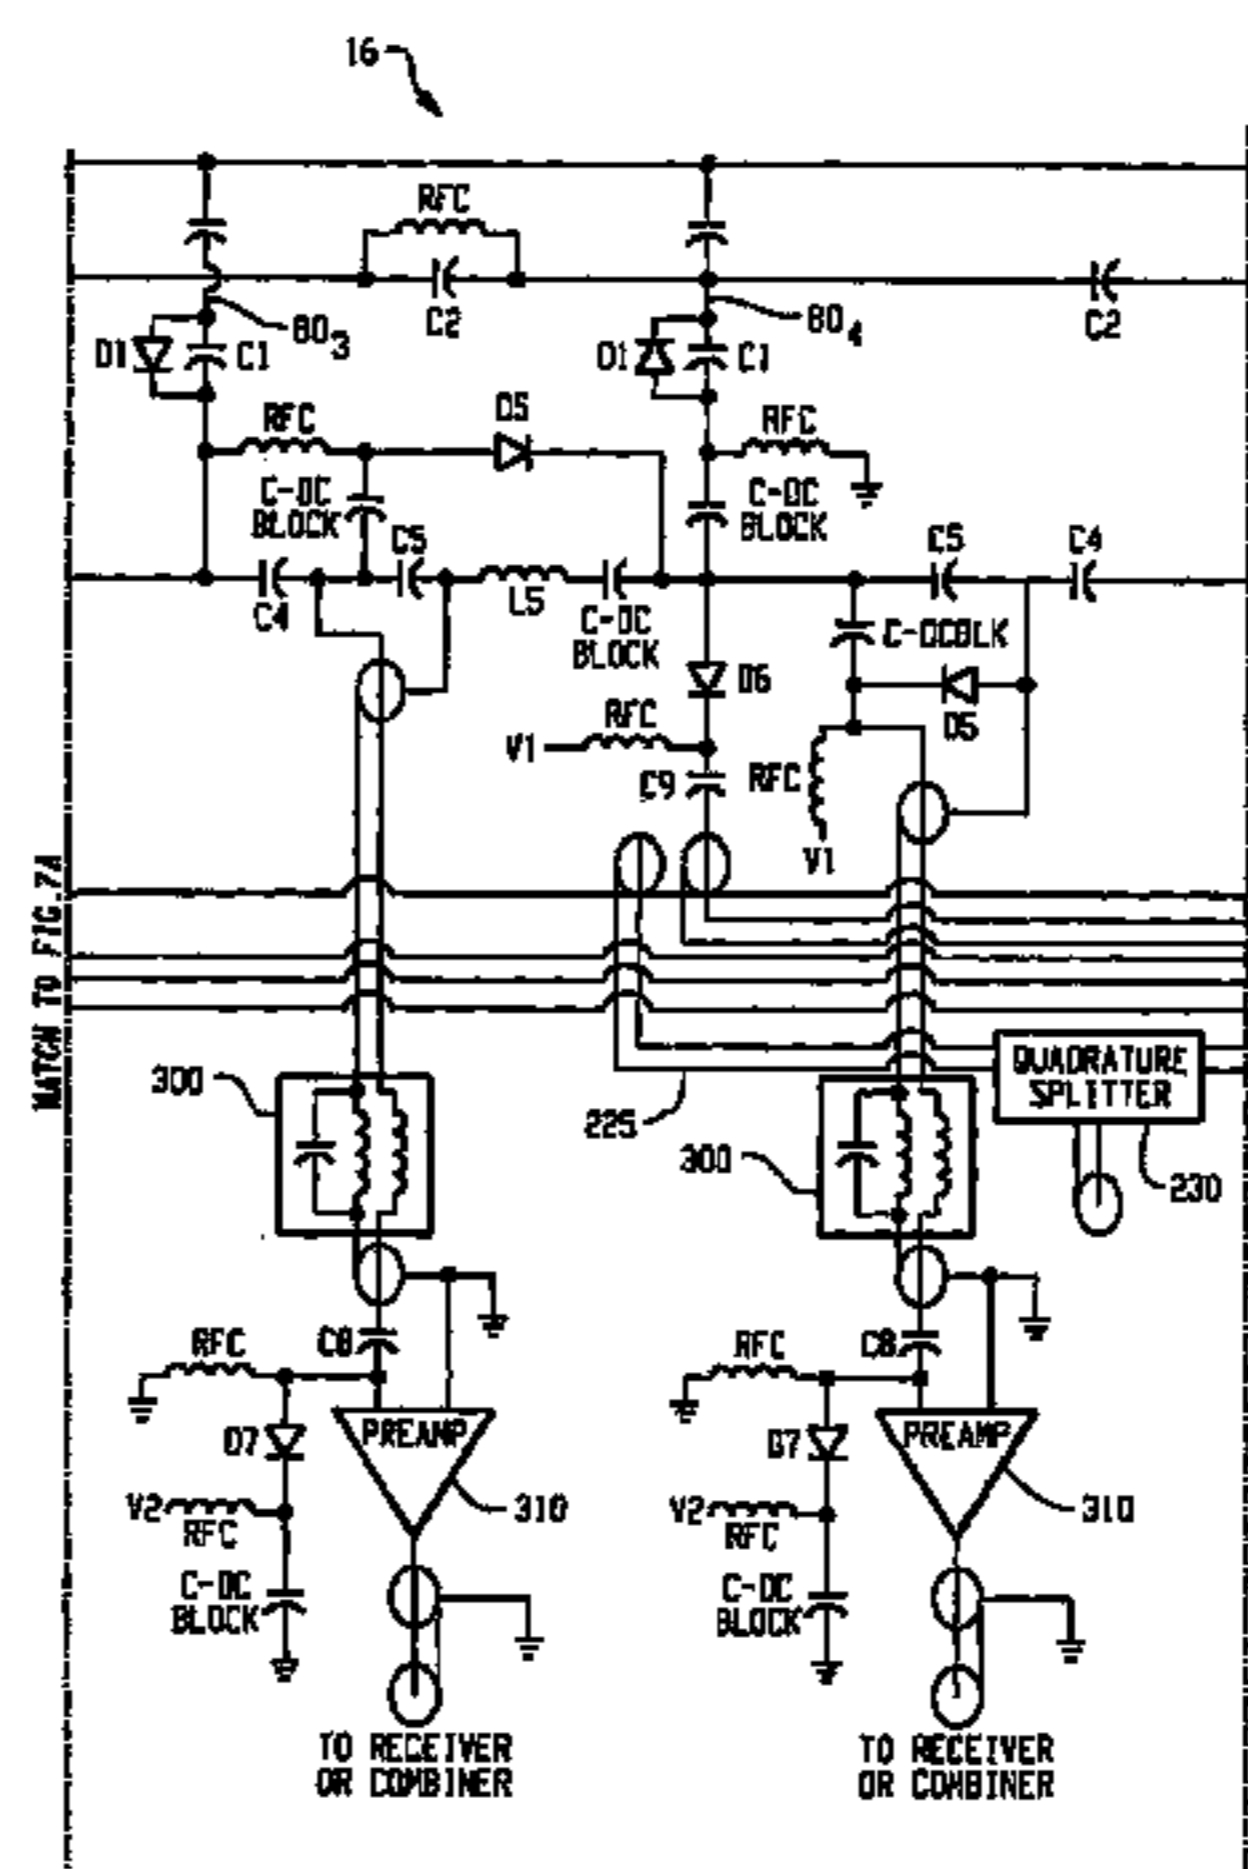 16
RFC
C2
80 3
80 4
C2
D1
C1
D1
C1
RFC
D5
RFC
C-DC
BLOCK
C-DC
BLOCK
C5
C5
C4
C4
L5
C-DC
BLOCK
C-DCBLK
D6
D5
RFC
V1
C9
RFC
V1
MATCH TO FIG.7A
QUADRATURE
SPLITTER
300
225
300
230
C8
C8
RFC
RFC
D7
PREAMP
D7
PREAMP
V2
RFC
310
V2
RFC
310
C-DC
BLOCK
C-DC
BLOCK
TO RECEIVER
OR COMBINER
TO RECEIVER
OR COMBINER